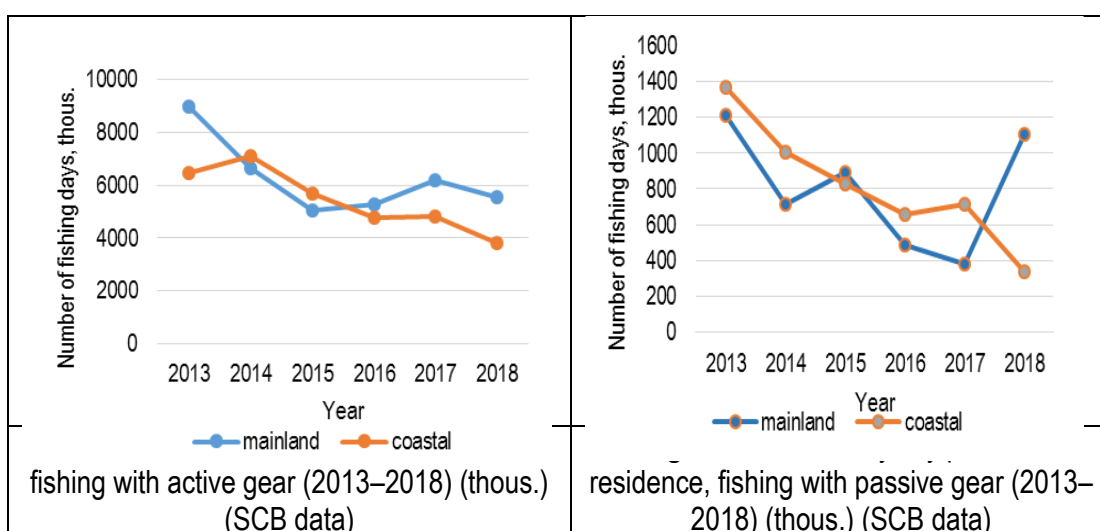 Number of fishing days, thous.
10000
8000
6000
4000
2000
0
2013 2014 2015 2016 2017 2018
Year
mainland coastal
fishing with active gear (2013–2018) (thous.)
(SCB data)
Number of fishing days, thous.
1600
1400
1200
1000
800
600
400
200
0
2013 2014 2015 2016 2017 2018
Year
mainland coastal
residence, fishing with passive gear (2013–
2018) (thous.) (SCB data)